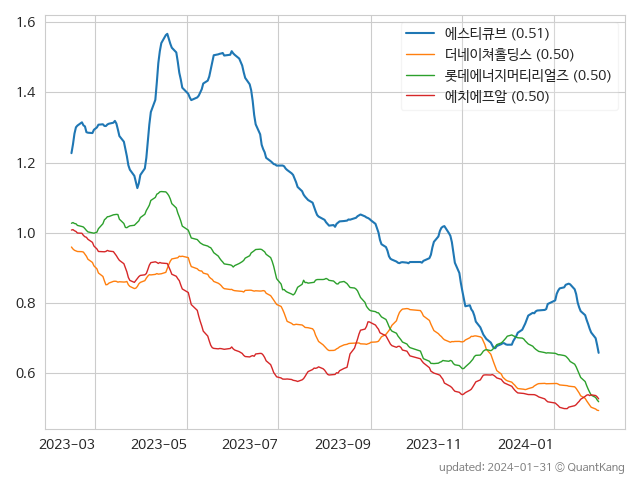 1.6
1.4
1.2
1.0
0.8
0.6
에스티큐브 (0.51)
더네이쳐홀딩스 (0.50)
롯데에너지머티리얼즈 (0.50)
에치에프알 (0.50)
2023-03 2023-05 2023-07 2023-09 2023-11 2024-01
updated: 2024-01-31 © QuantKang